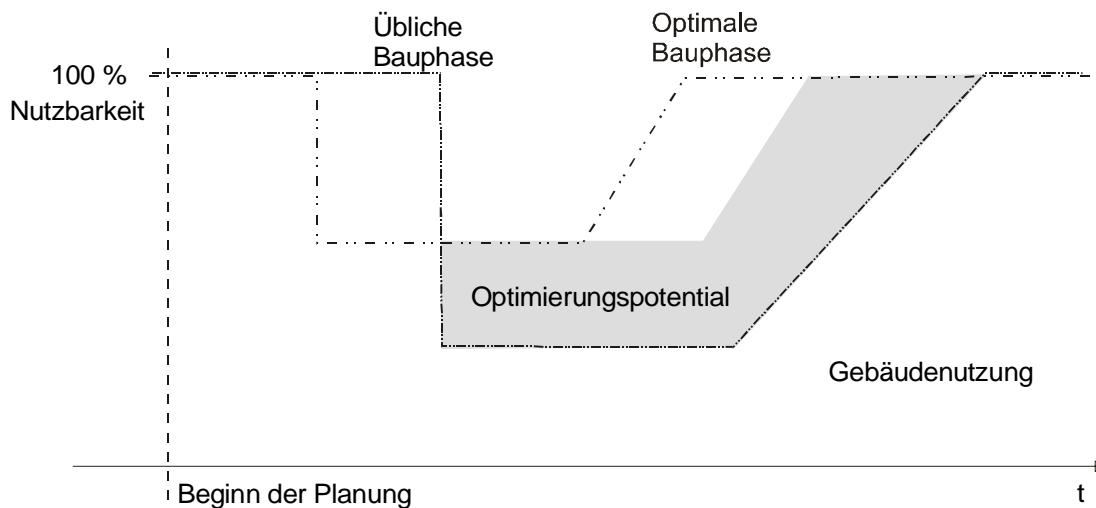 Übliche
Bauphase
Optimale
Bauphase
100 %
Nutzbarkeit
Optimierungspotential
Gebäudenutzung
Beginn der Planung
t